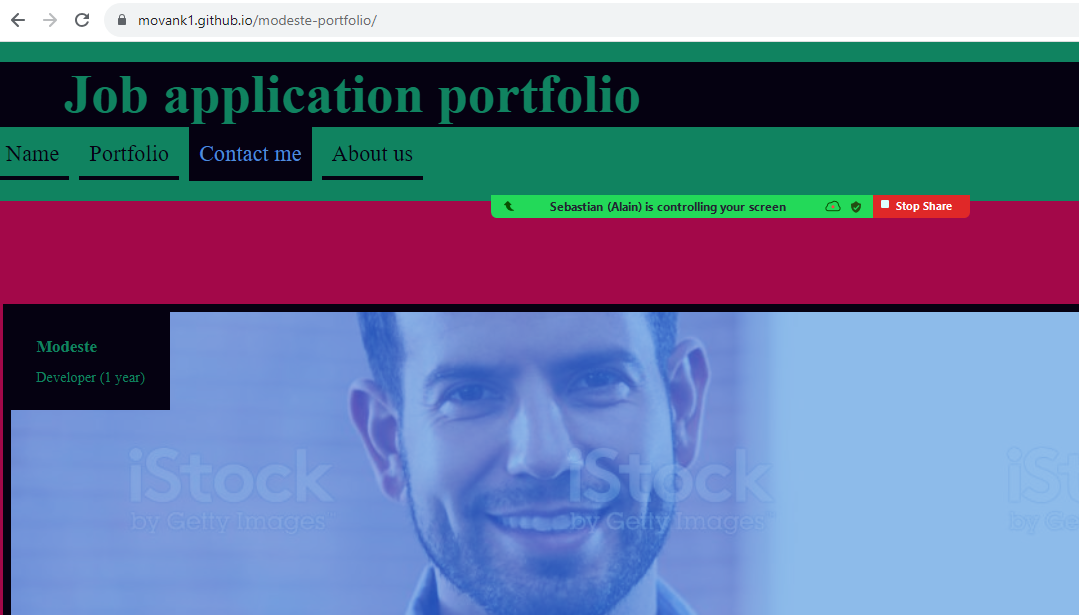 movank1.github.io/modeste-portfolio/
Job application portfolio
Name Portfolio Contact me About us
Sebastian (Alain) is controlling your screen Stop Share
Modeste
Developer (1 year)
iStock iStock iSt
by Getty Images by Getty Images by Ge